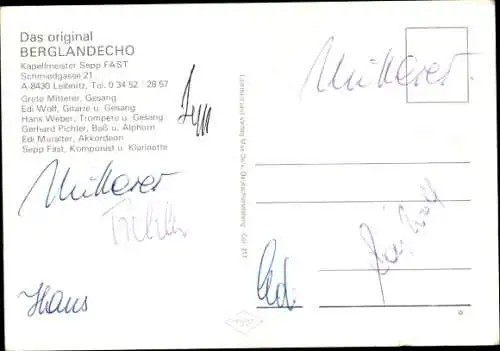 Das original
BERGLANDECHO
Kapellmeister Sepp FAST
Schmiedgasse 21
A-8430 Leibnitz, Tel. 0 34 52 / 28 57
Grete Mitterer, Gesang
Edi Wolf, Gitarre u. Gesang
Hans Weber, Trompete u. Gesang
Gerhard Pichler, Baß u. Alphorn
Edi Munster, Akkordeon
Sepp Fast, Komponist u. Klarinette
Mitterer
Mitterer
Hans
Edi